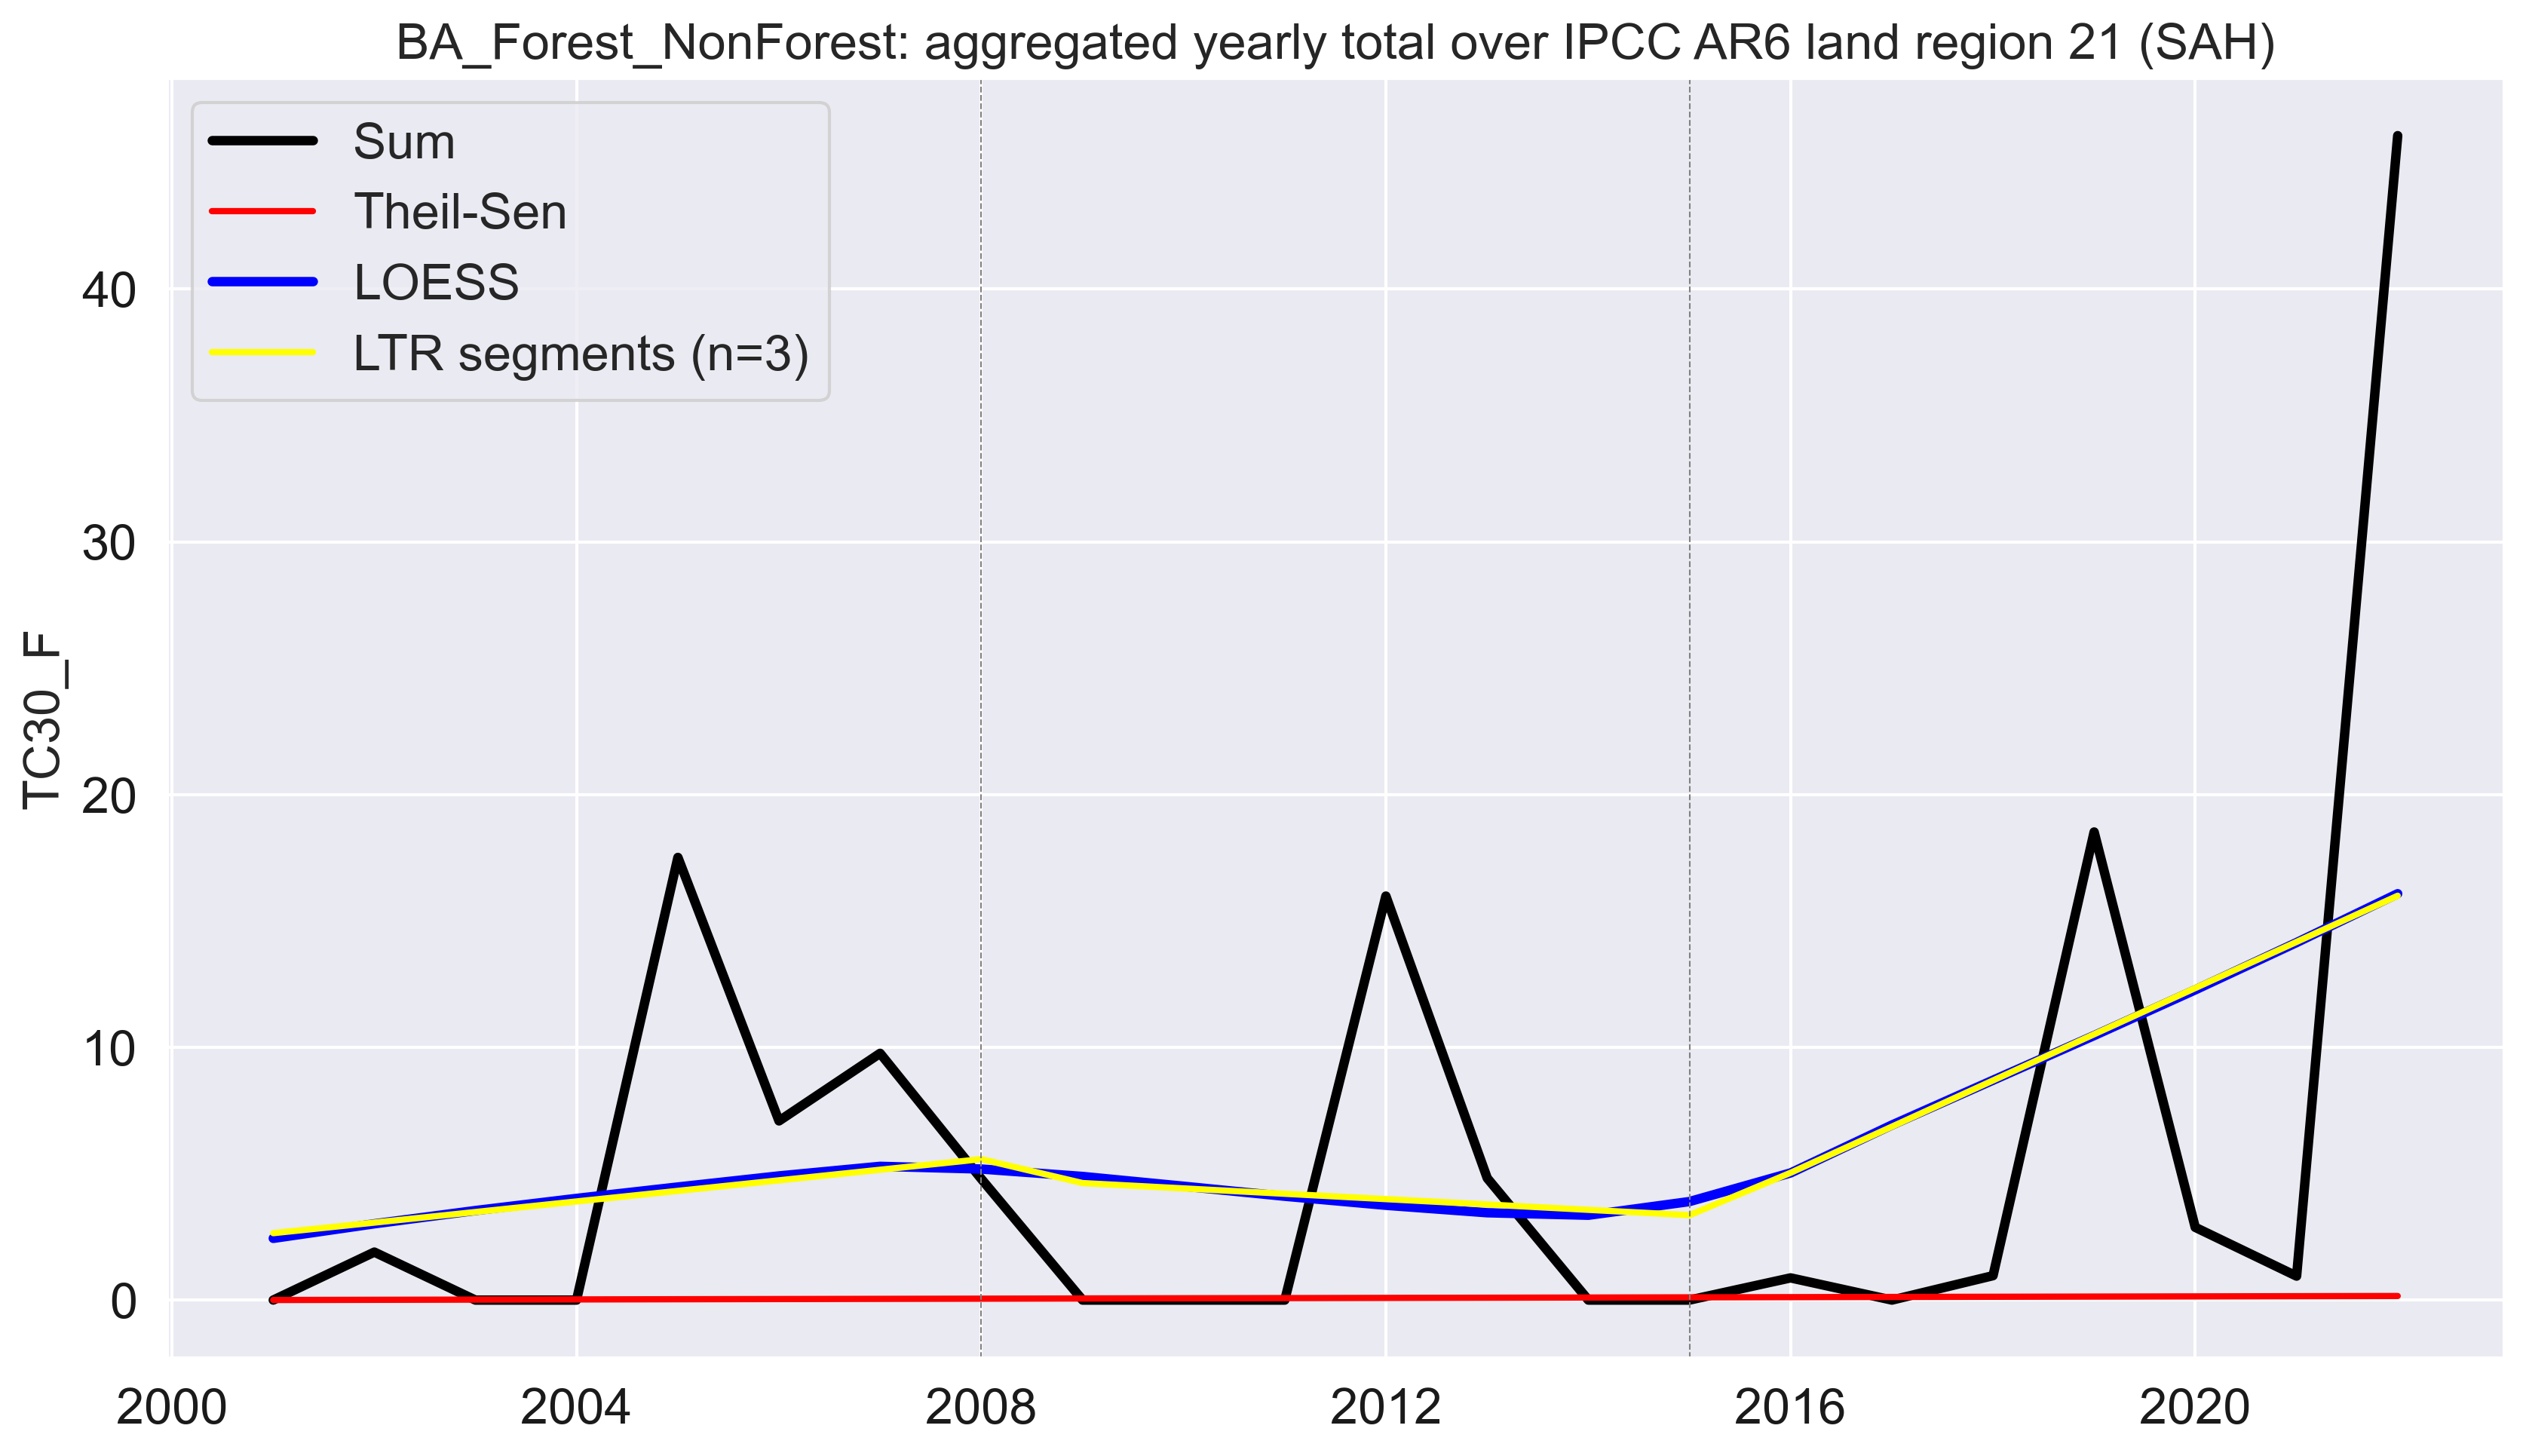 BA_Forest_NonForest: aggregated yearly total over IPCC AR6 land region 21 (SAH)
Sum
Theil-Sen
LOESS
LTR segments (n=3)
TC30_F
40
30
20
10
0
2000 2004 2008 2012 2016 2020